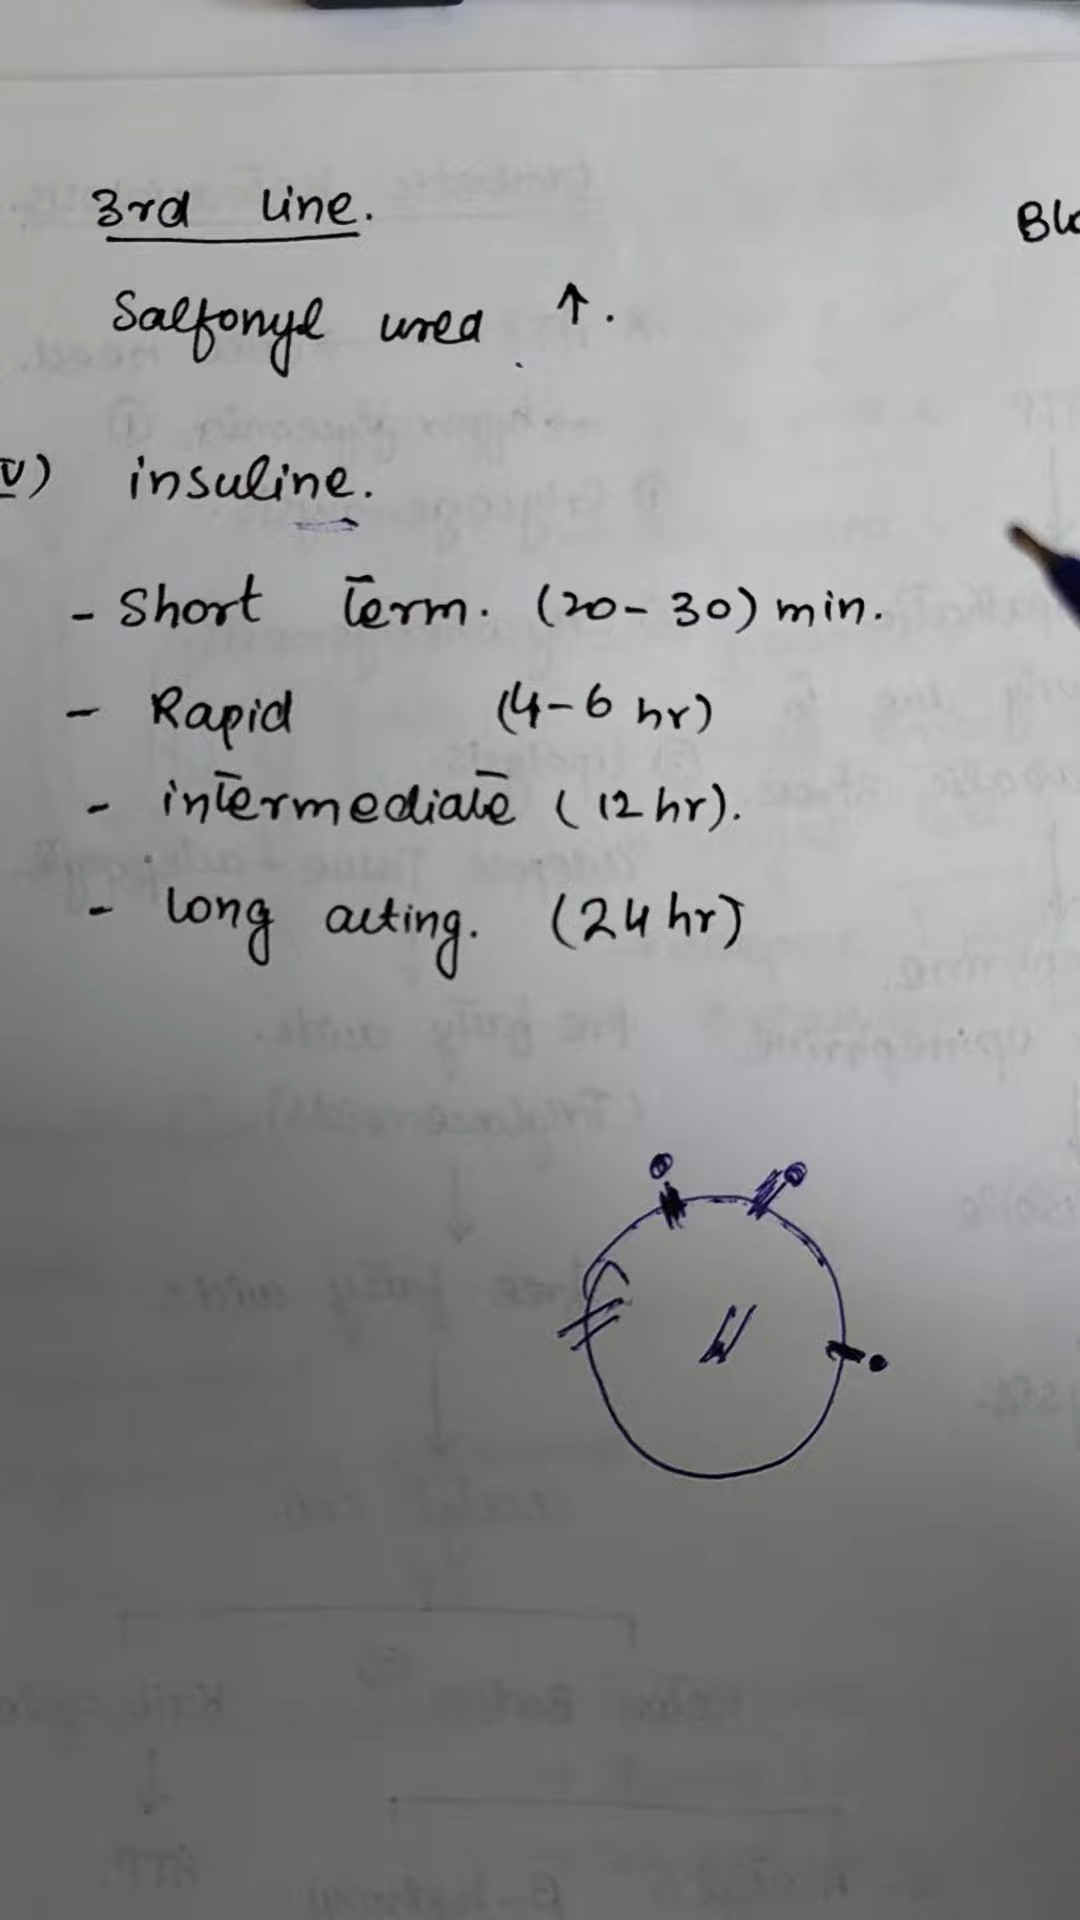 3rd line.
Salfonyl urea ↑.
insuline.
- Short term. (20-30) min.
- Rapid (4-6 hr)
- intermediate (12 hr).
- long acting. (24 hr)